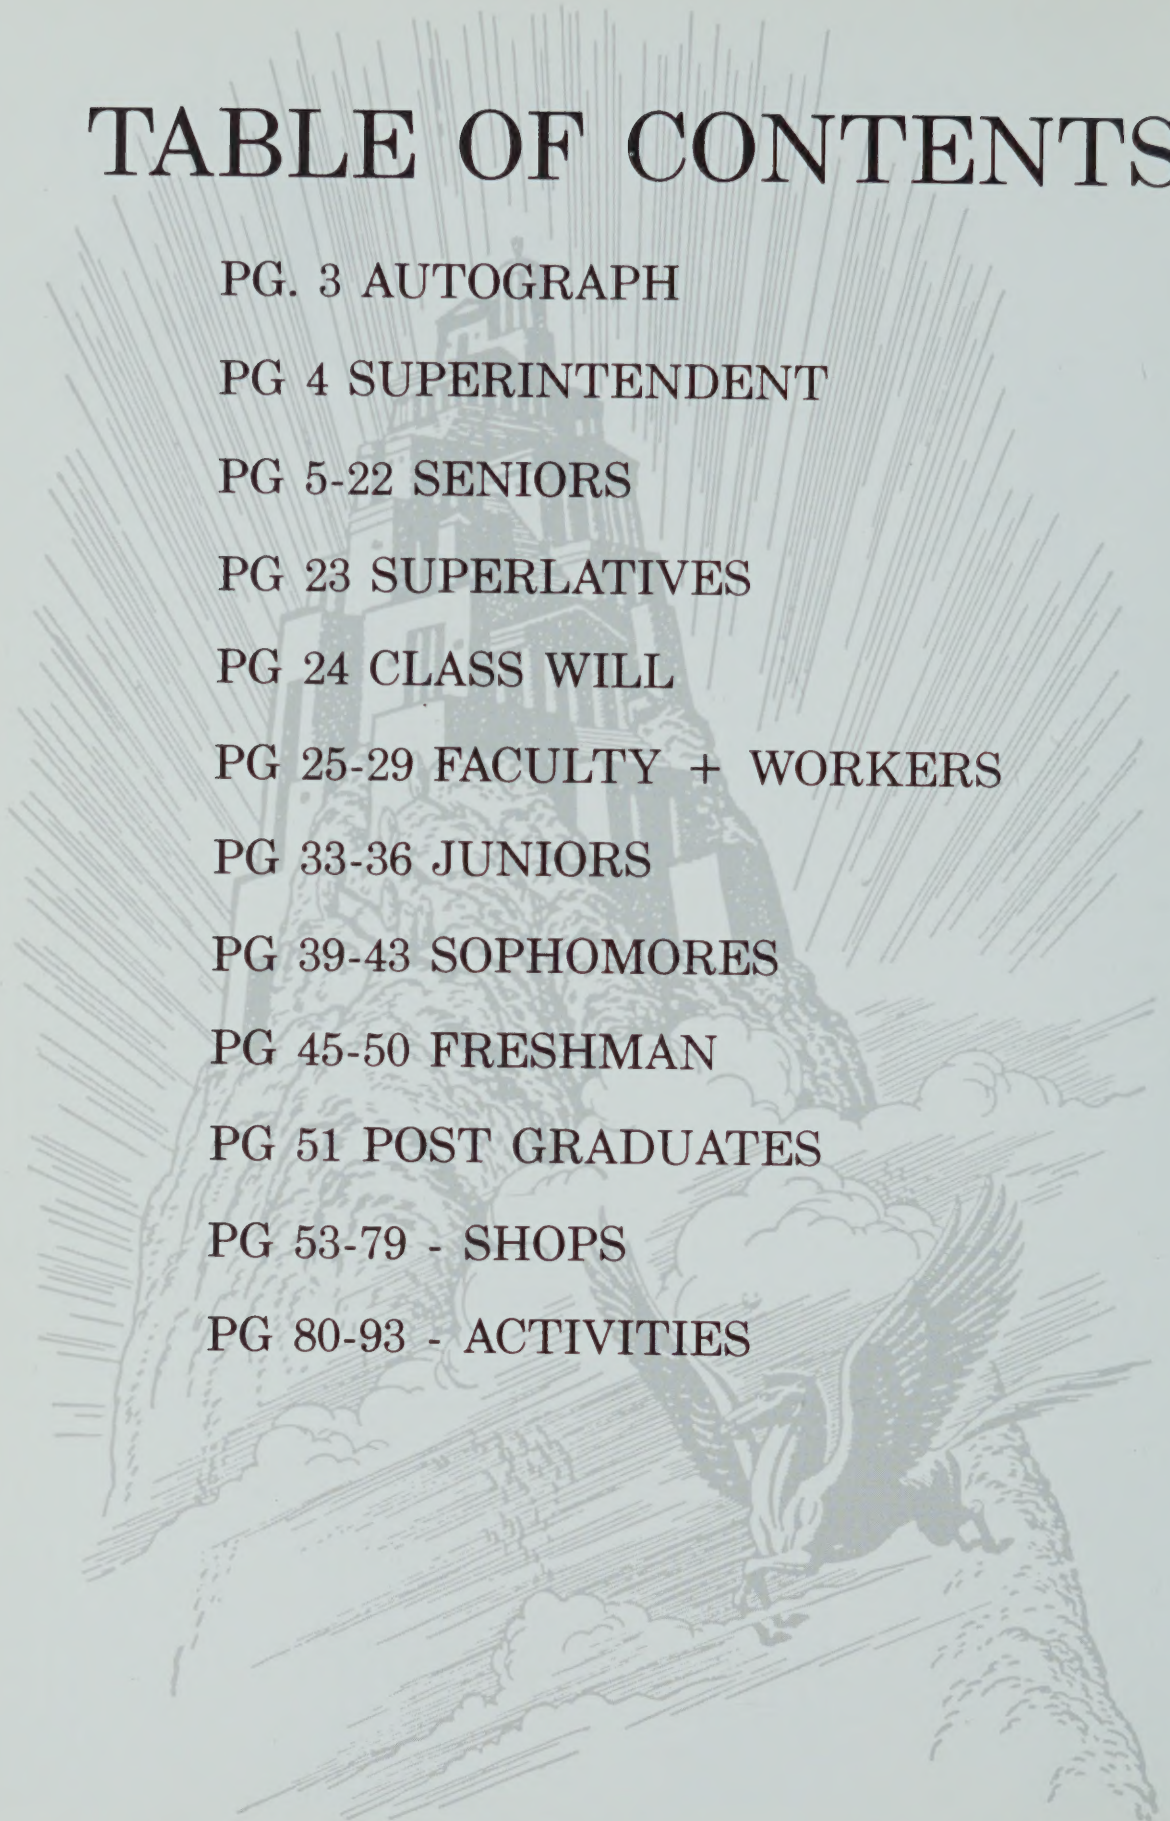 TABLE OF CONTENTS
PG. 3 AUTOGRAPH
PG 4 SUPERINTENDENT
PG 5-22 SENIORS
PG 23 SUPERLATIVES
PG 24 CLASS WILL
PG 25-29 FACULTY + WORKERS
PG 33-36 JUNIORS
PG 39-43 SOPHOMORES
PG 45-50 FRESHMAN
PG 51 POST GRADUATES
PG 53-79 - SHOPS
PG 80-93 - ACTIVITIES